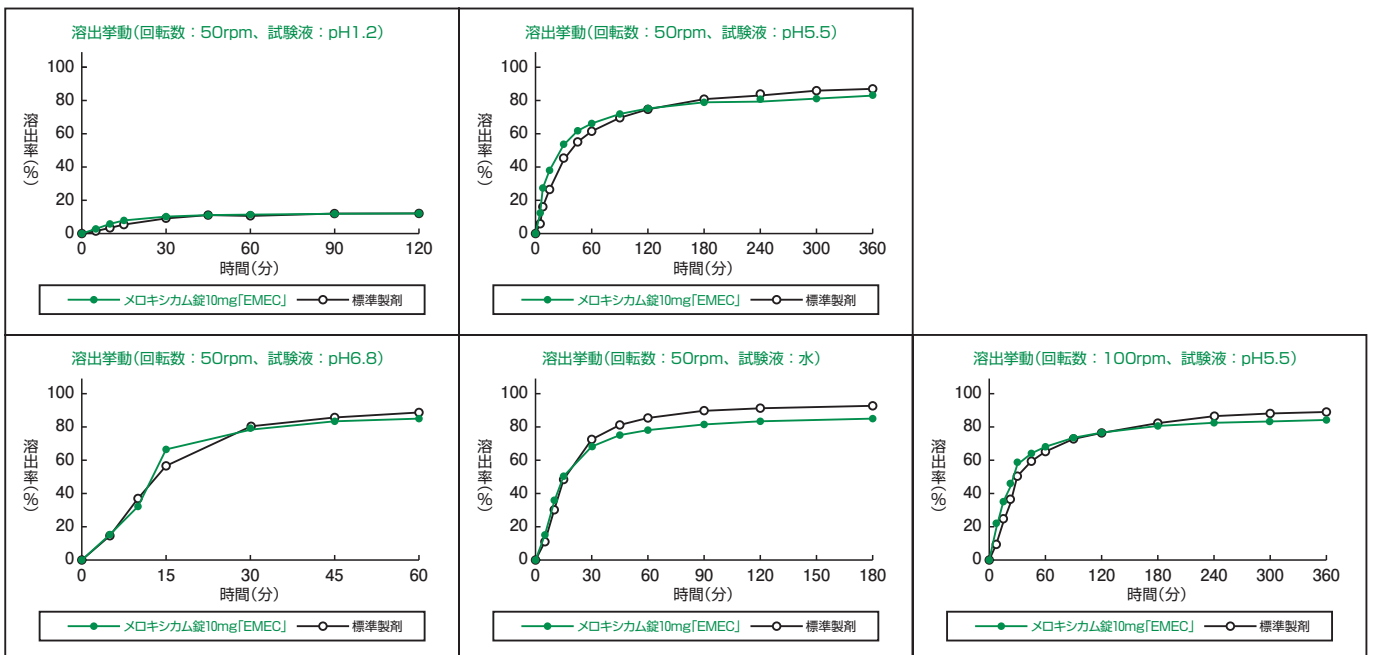 溶出挙動(回転数：50rpm、試験液：pH1.2)
100
80
60
40
20
0
溶出率(%)
0 30 60 90 120
時間(分)
メロキシカム錠10mg「EMEC」 標準製剤
溶出挙動(回転数：50rpm、試験液：pH5.5)
100
80
60
40
20
0
溶出率(%)
0 60 120 180 240 300 360
時間(分)
メロキシカム錠10mg「EMEC」 標準製剤
溶出挙動(回転数：50rpm、試験液：pH6.8)
100
80
60
40
20
0
溶出率(%)
0 15 30 45 60
時間(分)
メロキシカム錠10mg「EMEC」 標準製剤
溶出挙動(回転数：50rpm、試験液：水)
100
80
60
40
20
0
溶出率(%)
0 30 60 90 120 150 180
時間(分)
メロキシカム錠10mg「EMEC」 標準製剤
溶出挙動(回転数：100rpm、試験液：pH5.5)
100
80
60
40
20
0
溶出率(%)
0 60 120 180 240 300 360
時間(分)
メロキシカム錠10mg「EMEC」 標準製剤